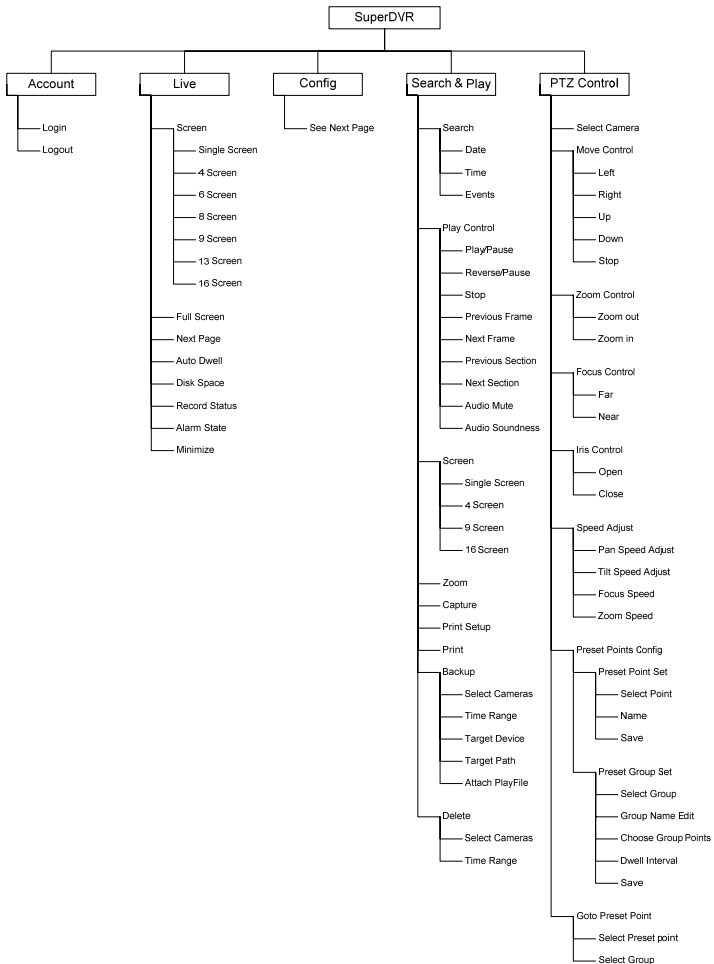 SuperDVR
Account
Login
Logout
Live
Screen
Single Screen
4 Screen
6 Screen
8 Screen
9 Screen
13 Screen
16 Screen
Full Screen
Next Page
Auto Dwell
Disk Space
Record Status
Alarm State
Minimize
Config
See Next Page
Search & Play
Search
Date
Time
Events
Play Control
Play/Pause
Reverse/Pause
Stop
Previous Frame
Next Frame
Previous Section
Next Section
Audio Mute
Audio Soundness
Screen
Single Screen
4 Screen
9 Screen
16 Screen
Zoom
Capture
Print Setup
Print
Backup
Select Cameras
Time Range
Target Device
Target Path
Attach PlayFile
Delete
Select Cameras
Time Range
PTZ Control
Select Camera
Move Control
Left
Right
Up
Down
Stop
Zoom Control
Zoom out
Zoom in
Focus Control
Far
Near
Iris Control
Open
Close
Speed Adjust
Pan Speed Adjust
Tilt Speed Adjust
Focus Speed
Zoom Speed
Preset Points Config
Preset Point Set
Select Point
Name
Save
Preset Group Set
Select Group
Group Name Edit
Choose Group Points
Dwell Interval
Save
Goto Preset Point
Select Preset point
Select Group